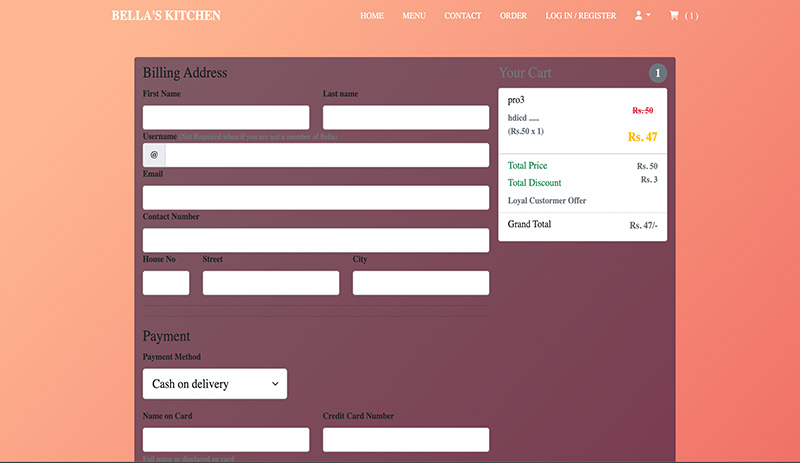 BELLA'S KITCHEN
HOME MENU CONTACT ORDER LOG IN / REGISTER ( 1 )
Billing Address
First Name Last name
Username (Not Required when if you are not a member of Bella)
@
Email
Contact Number
House No Street City
Payment
Payment Method
Cash on delivery
Name on Card Credit Card Number
Full name as displayed on card
Your Cart 1
pro3 Rs. 50
hdicd ......
(Rs.50 x 1) Rs. 47
Total Price Rs. 50
Total Discount Rs. 3
Loyal Custormer Offer
Grand Total Rs. 47/-